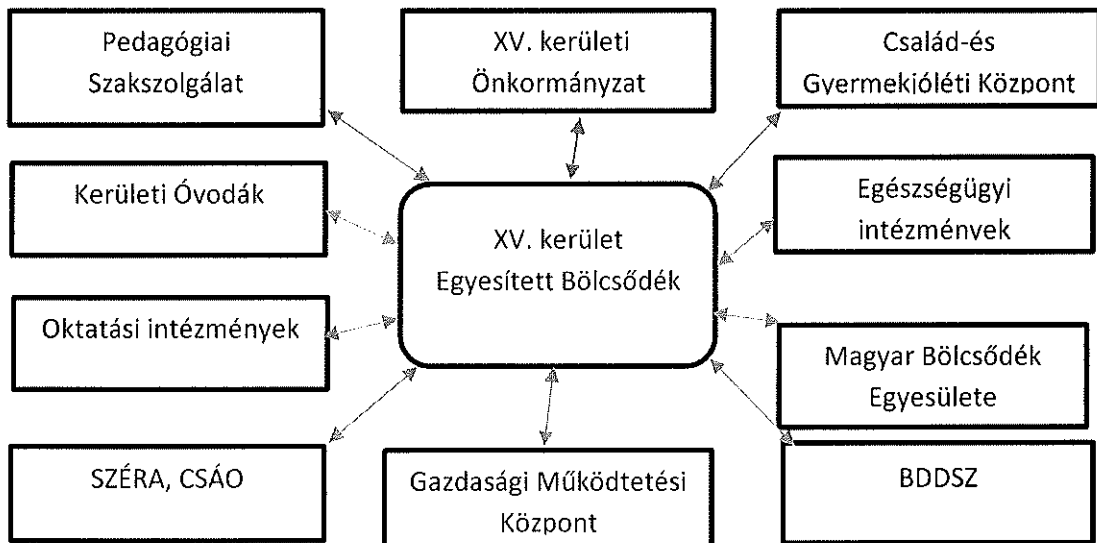 Pedagógiai
Szakszolgálat
XV. kerületi
Önkormányzat
Család-és
Gyermekjóléti Központ
Kerületi Óvodák
Egészségügyi
intézmények
XV. kerület
Egyesített Bölcsődék
Oktatási intézmények
Magyar Bölcsődék
Egyesülete
SZÉRA, CSÁO
Gazdasági Működtetési
Központ
BDDSZ